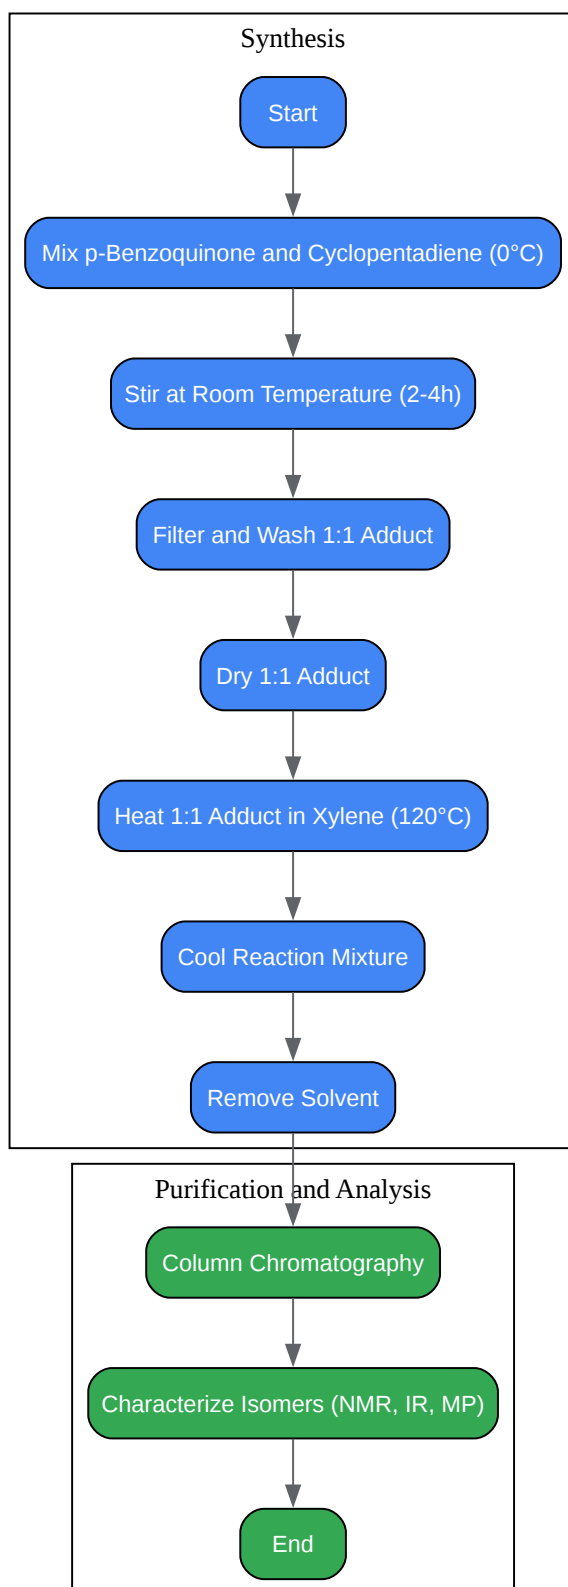 Synthesis
Start
Mix p-Benzoquinone and Cyclopentadiene (0°C)
Stir at Room Temperature (2-4h)
Filter and Wash 1:1 Adduct
Dry 1:1 Adduct
Heat 1:1 Adduct in Xylene (120°C)
Cool Reaction Mixture
Remove Solvent
Purification and Analysis
Column Chromatography
Characterize Isomers (NMR, IR, MP)
End